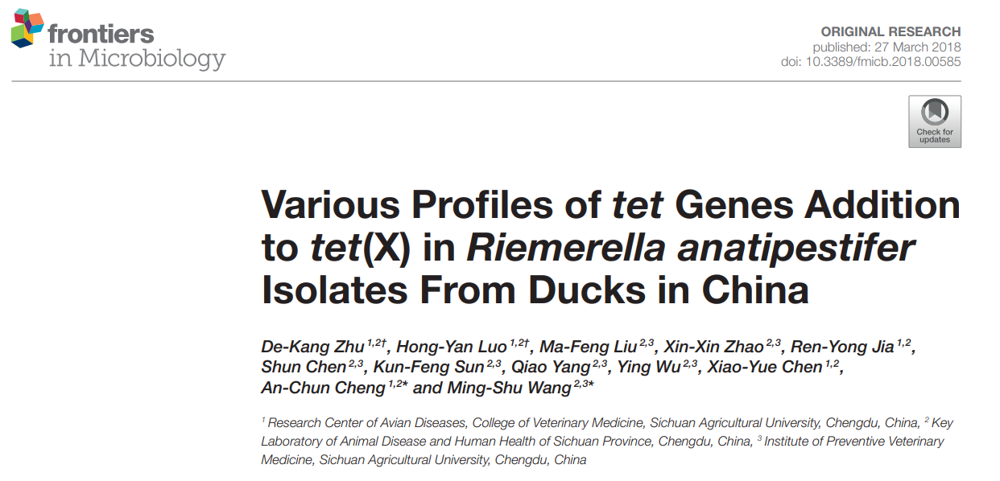 frontiers
in Microbiology
ORIGINAL RESEARCH
published: 27 March 2018
doi: 10.3389/fmicb.2018.00585
Check for
updates
Various Profiles of tet Genes Addition
to tet(X) in Riemerella anatipestifer
Isolates From Ducks in China
De-Kang Zhu 1,2†, Hong-Yan Luo 1,2†, Ma-Feng Liu 2,3, Xin-Xin Zhao 2,3, Ren-Yong Jia 1,2,
Shun Chen 2,3, Kun-Feng Sun 2,3, Qiao Yang 2,3, Ying Wu 2,3, Xiao-Yue Chen 1,2,
An-Chun Cheng 1,2* and Ming-Shu Wang 2,3*
1 Research Center of Avian Diseases, College of Veterinary Medicine, Sichuan Agricultural University, Chengdu, China, 2 Key
Laboratory of Animal Disease and Human Health of Sichuan Province, Chengdu, China, 3 Institute of Preventive Veterinary
Medicine, Sichuan Agricultural University, Chengdu, China